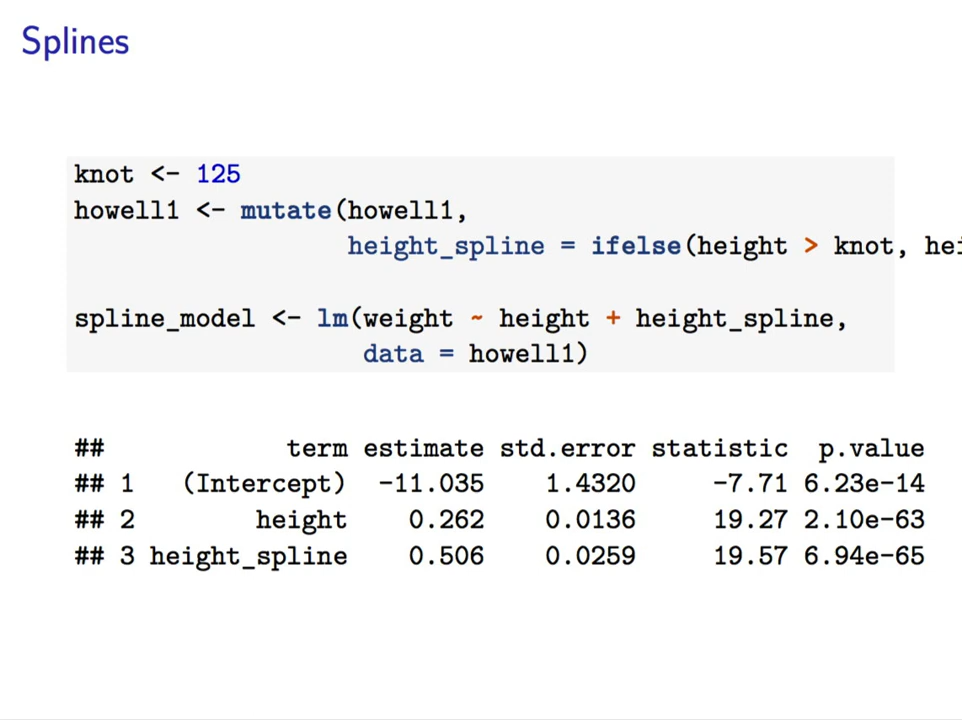 Splines
knot <- 125
howell1 <- mutate(howell1,
height_spline = ifelse(height > knot,
spline_model <- lm(weight ~ height + height_spline,
data = howell1)
## term estimate std.error statistic p.value
## 1 (Intercept) -11.035 1.4320 -7.71 6.23e-14
## 2 height 0.262 0.0136 19.27 2.10e-63
## 3 height_spline 0.506 0.0259 19.57 6.94e-65